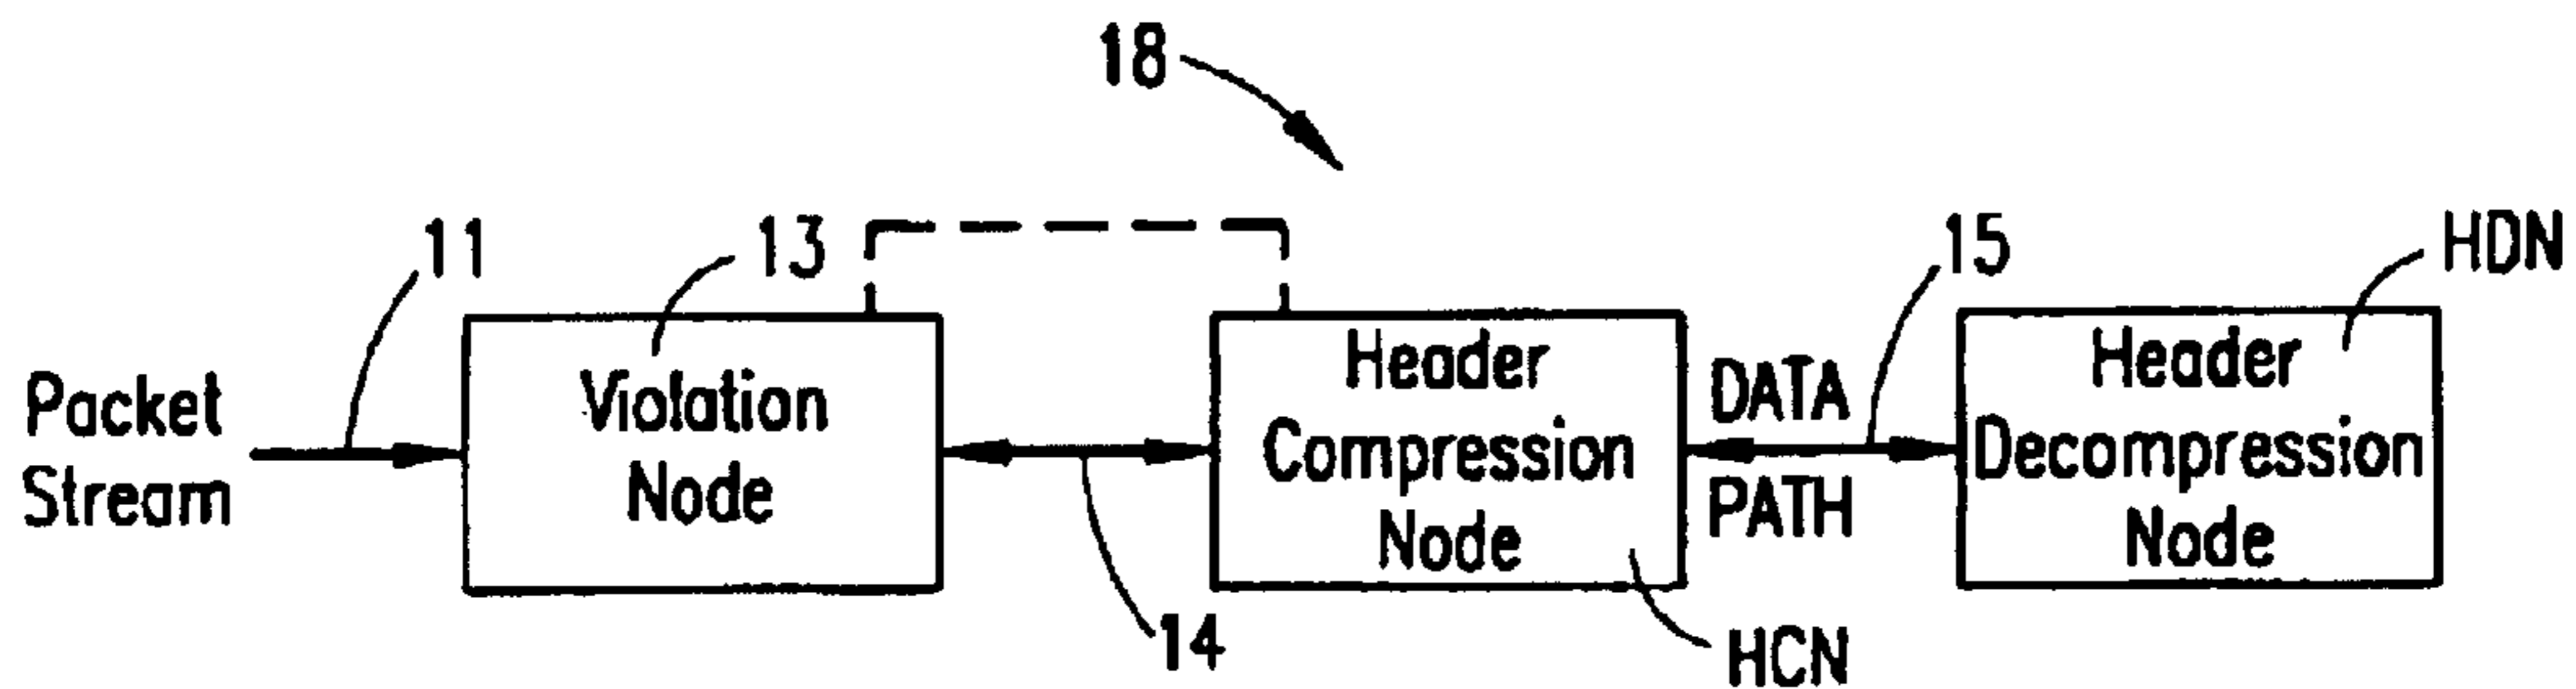 18
11
13
15
HDN
Packet
Stream
Violation
Node
Header
Compression
Node
DATA
PATH
Header
Decompression
Node
14
HCN